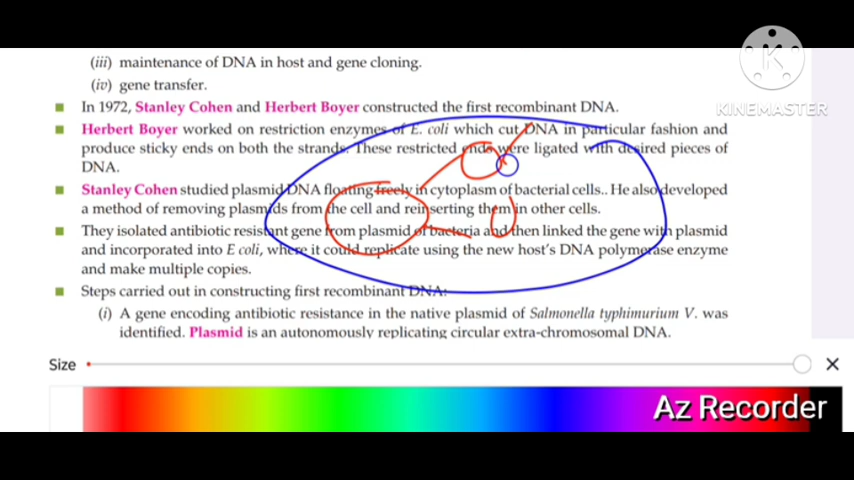 (iii) maintenance of DNA in host and gene cloning.
(iv) gene transfer.
KINEMASTER
■ In 1972, Stanley Cohen and Herbert Boyer constructed the first recombinant DNA.
■ Herbert Boyer worked on restriction enzymes of E. coli which cut DNA in particular fashion and
produce sticky ends on both the strands. These restricted ends were ligated with desired pieces of
DNA.
■ Stanley Cohen studied plasmid DNA floating freely in cytoplasm of bacterial cells.. He also developed
a method of removing plasmids from the cell and reinserting them in other cells.
■ They isolated antibiotic resistant gene from plasmid of bacteria and then linked the gene with plasmid
and incorporated into E coli, where it could replicate using the new host's DNA polymerase enzyme
and make multiple copies.
■ Steps carried out in constructing first recombinant DNA:
(i) A gene encoding antibiotic resistance in the native plasmid of Salmonella typhimurium V. was
identified. Plasmid is an autonomously replicating circular extra-chromosomal DNA.
Size
Az Recorder